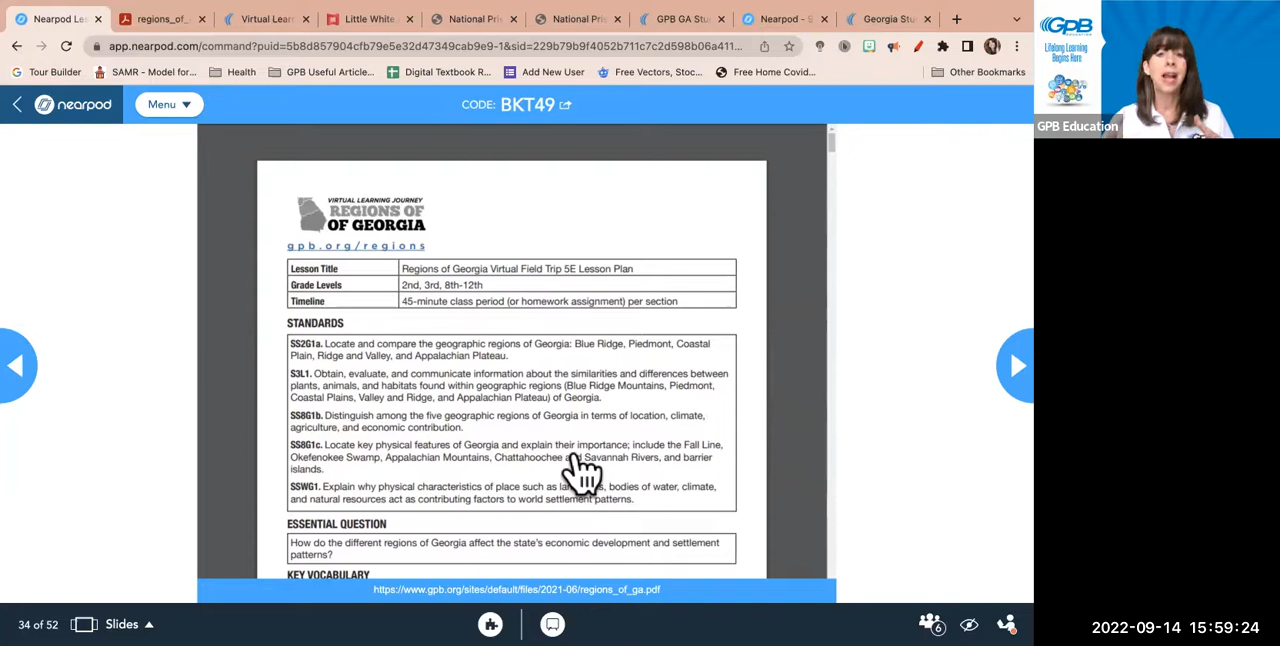 Nearpod Les
regions_of_
Virtual Learn
Little White
National Pri
National Pri
GPB GA Stu
Nearpod - 9
Georgia Stu
app.nearpod.com/command?puid=5b8d857904cfb79e5e32d47349cab9e9-1&sid=229b79b9f4052b711c7c2d598b06a411...
Tour Builder
SAMR - Model for...
Health
GPB Useful Article...
Digital Textbook R...
Add New User
Free Vectors, Stoc...
Free Home Covid...
Other Bookmarks
nearpod
Menu
CODE: BKT49
GPB
EDUCATION
Lifelong Learning
Begins Here
GPB Education
VIRTUAL LEARNING JOURNEY
REGIONS OF
OF GEORGIA
gpb.org/regions
Lesson Title Regions of Georgia Virtual Field Trip 5E Lesson Plan
Grade Levels 2nd, 3rd, 8th-12th
Timeline 45-minute class period (or homework assignment) per section
STANDARDS
SS2G1a. Locate and compare the geographic regions of Georgia: Blue Ridge, Piedmont, Coastal
Plain, Ridge and Valley, and Appalachian Plateau.
S3L1. Obtain, evaluate, and communicate information about the similarities and differences between
plants, animals, and habitats found within geographic regions (Blue Ridge Mountains, Piedmont,
Coastal Plains, Valley and Ridge, and Appalachian Plateau) of Georgia.
SS8G1b. Distinguish among the five geographic regions of Georgia in terms of location, climate,
agriculture, and economic contribution.
SS8G1c. Locate key physical features of Georgia and explain their importance; include the Fall Line,
Okefenokee Swamp, Appalachian Mountains, Chattahoochee and Savannah Rivers, and barrier
islands.
SSWG1. Explain why physical characteristics of place such as bodies of water, climate,
and natural resources act as contributing factors to world settlement patterns.
ESSENTIAL QUESTION
How do the different regions of Georgia affect the state's economic development and settlement
patterns?
KEY VOCABULARY
https://www.gpb.org/sites/default/files/2021-06/regions_of_ga.pdf
34 of 52
Slides
6
2022-09-14 15:59:24